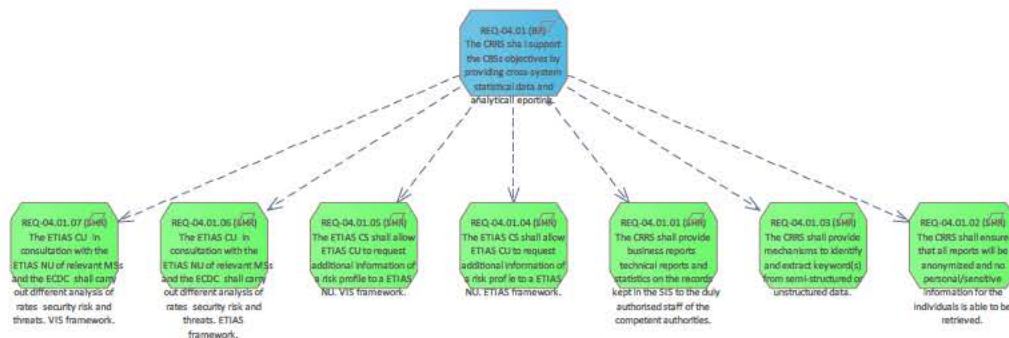 REQ-04.01 (BR)
The CRRS shall support
the CBSs objectives by
providing cross-system
statistical data and
analyticall eporting.
REQ-04.01.07 (SHR)
The ETIAS CU in
consultation with the
ETIAS NU of relevant MSs
and the ECDC shall carry
out different analysis of
rates security risk and
threats. VIS framework.
REQ-04.01.06 (SHR)
The ETIAS CU in
consultation with the
ETIAS NU of relevant MSs
and the ECDC shall carry
out different analysis of
rates security risk and
threats. ETIAS
framework.
REQ-04.01.05 (SHR)
The ETIAS CS shall allow
ETIAS CU to request
additional information of
a risk profile to a ETIAS
NU. VIS framework.
REQ-04.01.04 (SHR)
The ETIAS CS shall allow
ETIAS CU to request
additional information of
a risk prof le to a ETIAS
NU. ETIAS framework.
REQ-04.01.01 (SHR)
The CRRS shall provide
business reports
technical reports and
statistics on the records
kept in the SIS to the duly
authorised staff of the
competent authorities.
REQ-04.01.03 (SHR)
The CRRS shall provide
mechanisms to identify
and extract keyword(s)
from semi-structured or
unstructured data.
REQ-04.01.02 (SHR)
The CRRS shall ensure
that all reports will be
anonymized and no
personal/sensitive
information for the
individuals is able to be
retrieved.